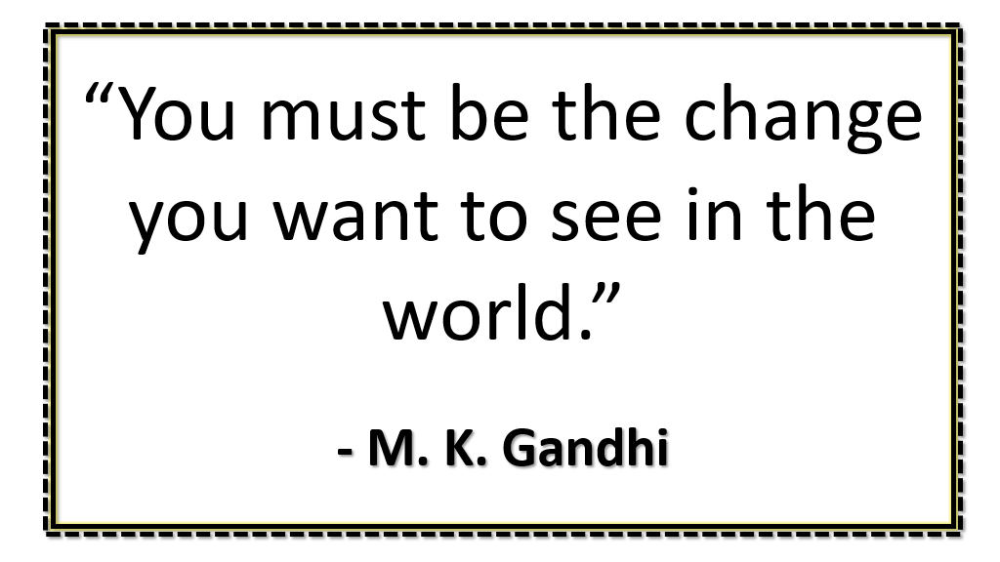 “You must be the change
you want to see in the
world.”
- M. K. Gandhi